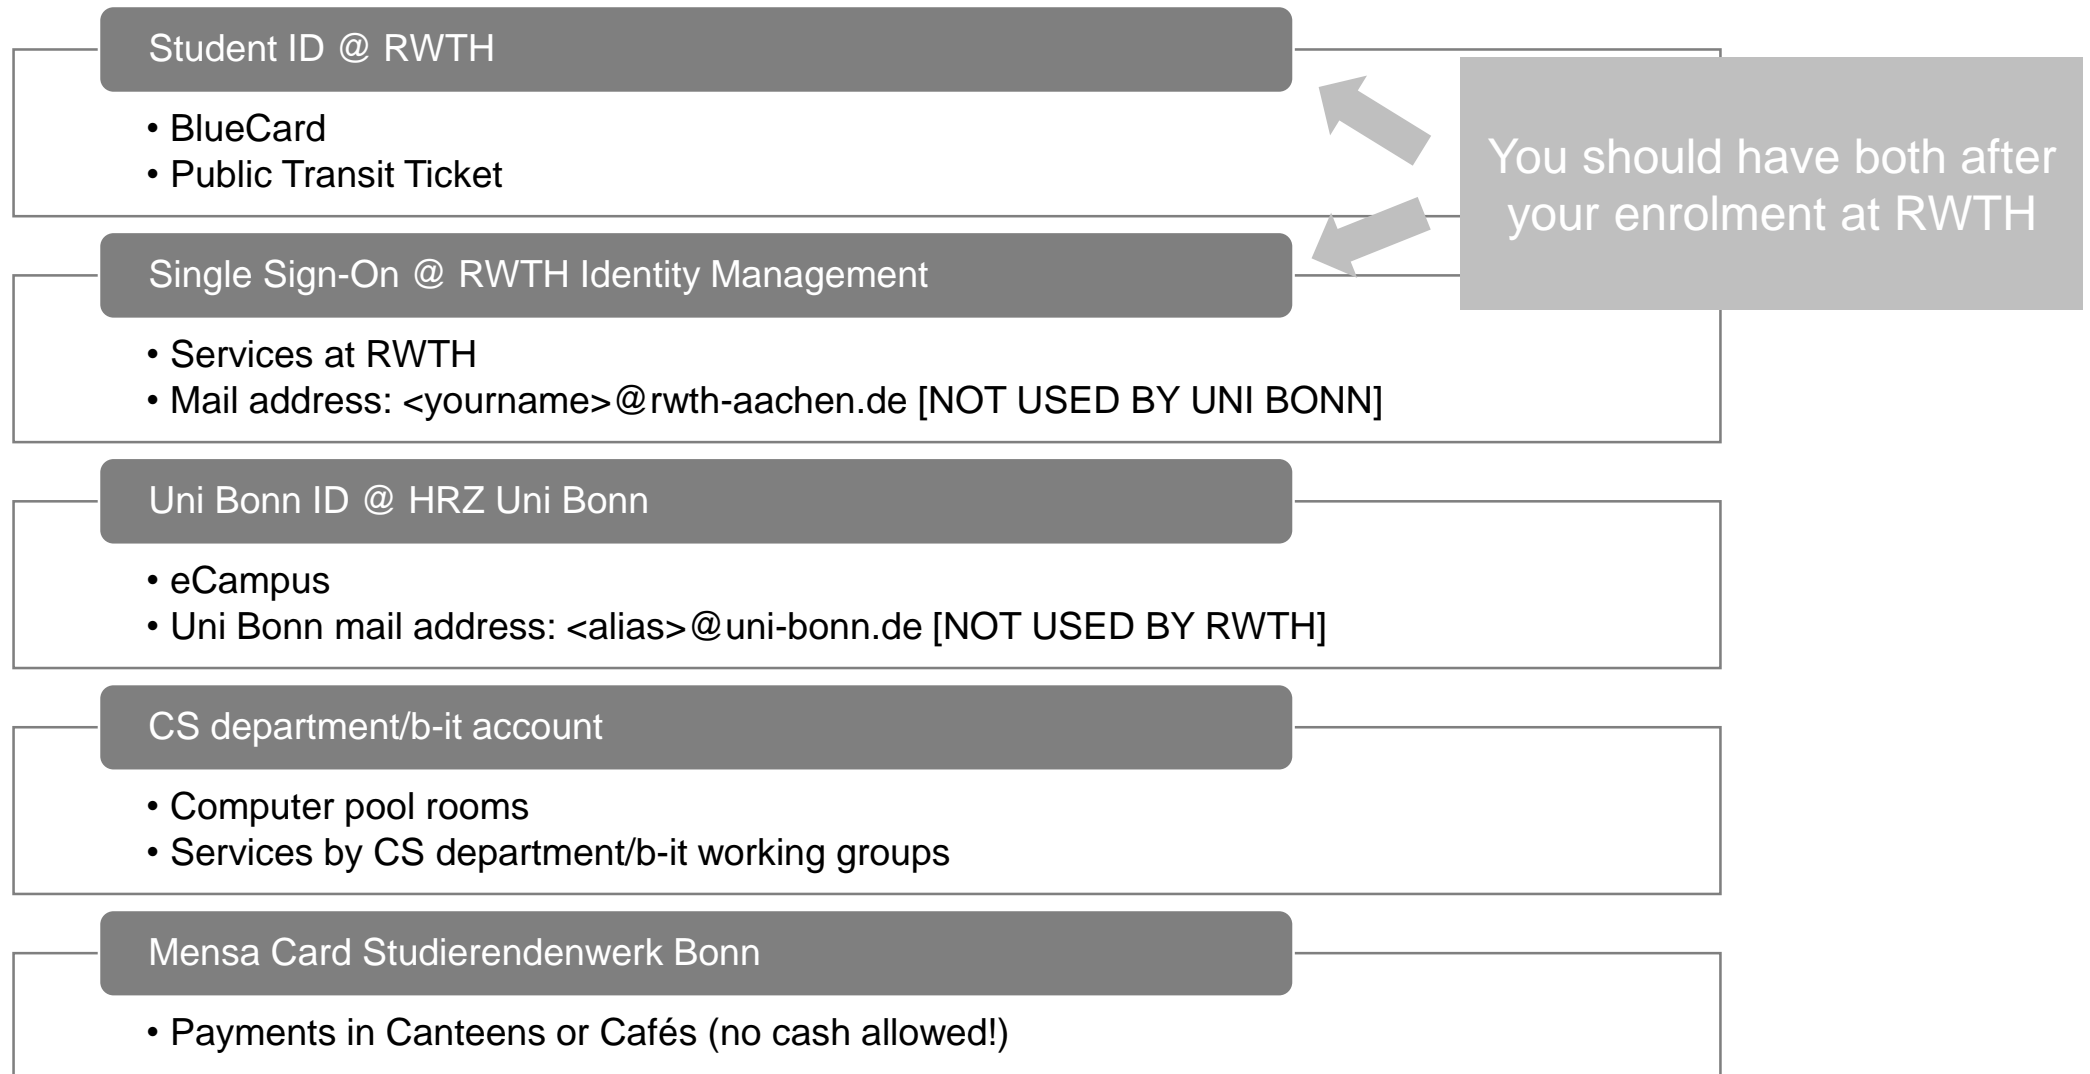 Student ID @ RWTH
• BlueCard
• Public Transit Ticket
You should have both after
your enrolment at RWTH
Single Sign-On @ RWTH Identity Management
• Services at RWTH
• Mail address: <yourname>@rwth-aachen.de [NOT USED BY UNI BONN]
Uni Bonn ID @ HRZ Uni Bonn
• eCampus
• Uni Bonn mail address: <alias>@uni-bonn.de [NOT USED BY RWTH]
CS department/b-it account
• Computer pool rooms
• Services by CS department/b-it working groups
Mensa Card Studierendenwerk Bonn
• Payments in Canteens or Cafés (no cash allowed!)